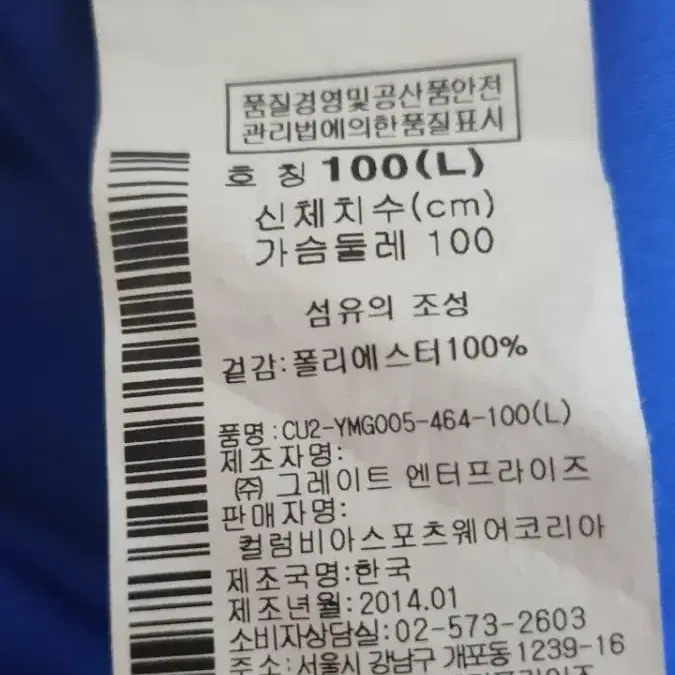 품질경영및공산품안전
관리법에의한품질표시
호 칭 100(L)
신체치수(cm)
가슴둘레 100
섬유의 조성
겉감:폴리에스터100%
품명:CU2-YMG005-464-100(L)
제조자명:
㈜ 그레이트 엔터프라이즈
판매자명:
컬럼비아스포츠웨어코리아
제조국명:한국
제조년월:2014.01
소비자상담실:02-573-2603
주소:서울시 강남구 개포동 1239-16